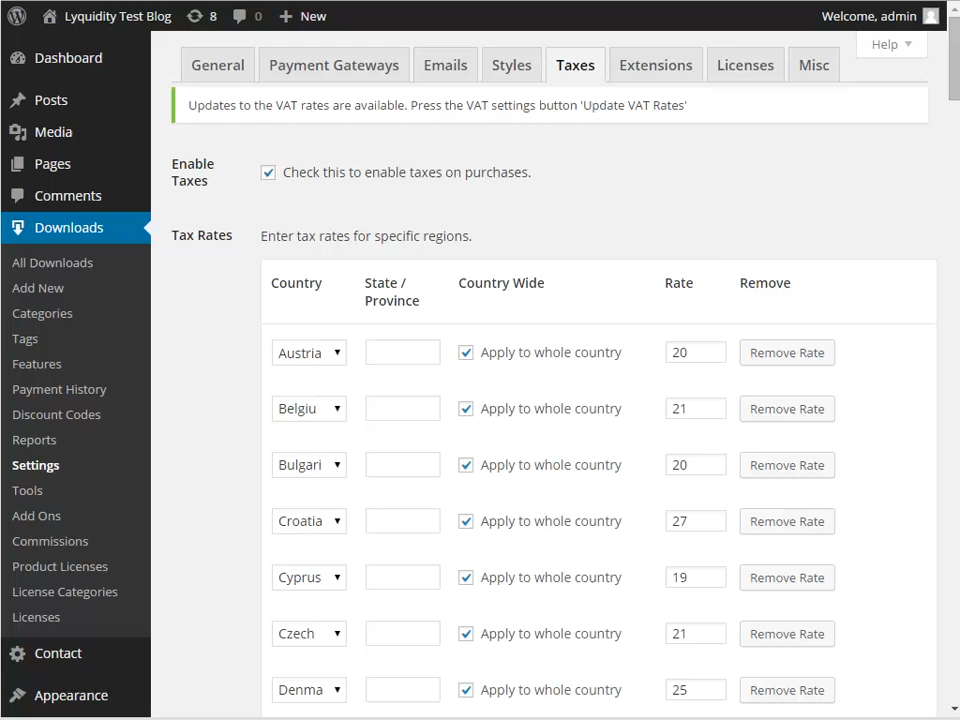 Lyquidity Test Blog 8 0 New Welcome, admin
Help
Dashboard
Posts
Media
Pages
Comments
Downloads
All Downloads
Add New
Categories
Tags
Features
Payment History
Discount Codes
Reports
Settings
Tools
Add Ons
Commissions
Product Licenses
License Categories
Licenses
Contact
Appearance
General Payment Gateways Emails Styles Taxes Extensions Licenses Misc
Updates to the VAT rates are available. Press the VAT settings button 'Update VAT Rates'
Enable
Taxes
Check this to enable taxes on purchases.
Tax Rates
Enter tax rates for specific regions.
Country State / Province Country Wide Rate Remove
Austria Apply to whole country 20 Remove Rate
Belgiu Apply to whole country 21 Remove Rate
Bulgari Apply to whole country 20 Remove Rate
Croatia Apply to whole country 27 Remove Rate
Cyprus Apply to whole country 19 Remove Rate
Czech Apply to whole country 21 Remove Rate
Denma Apply to whole country 25 Remove Rate